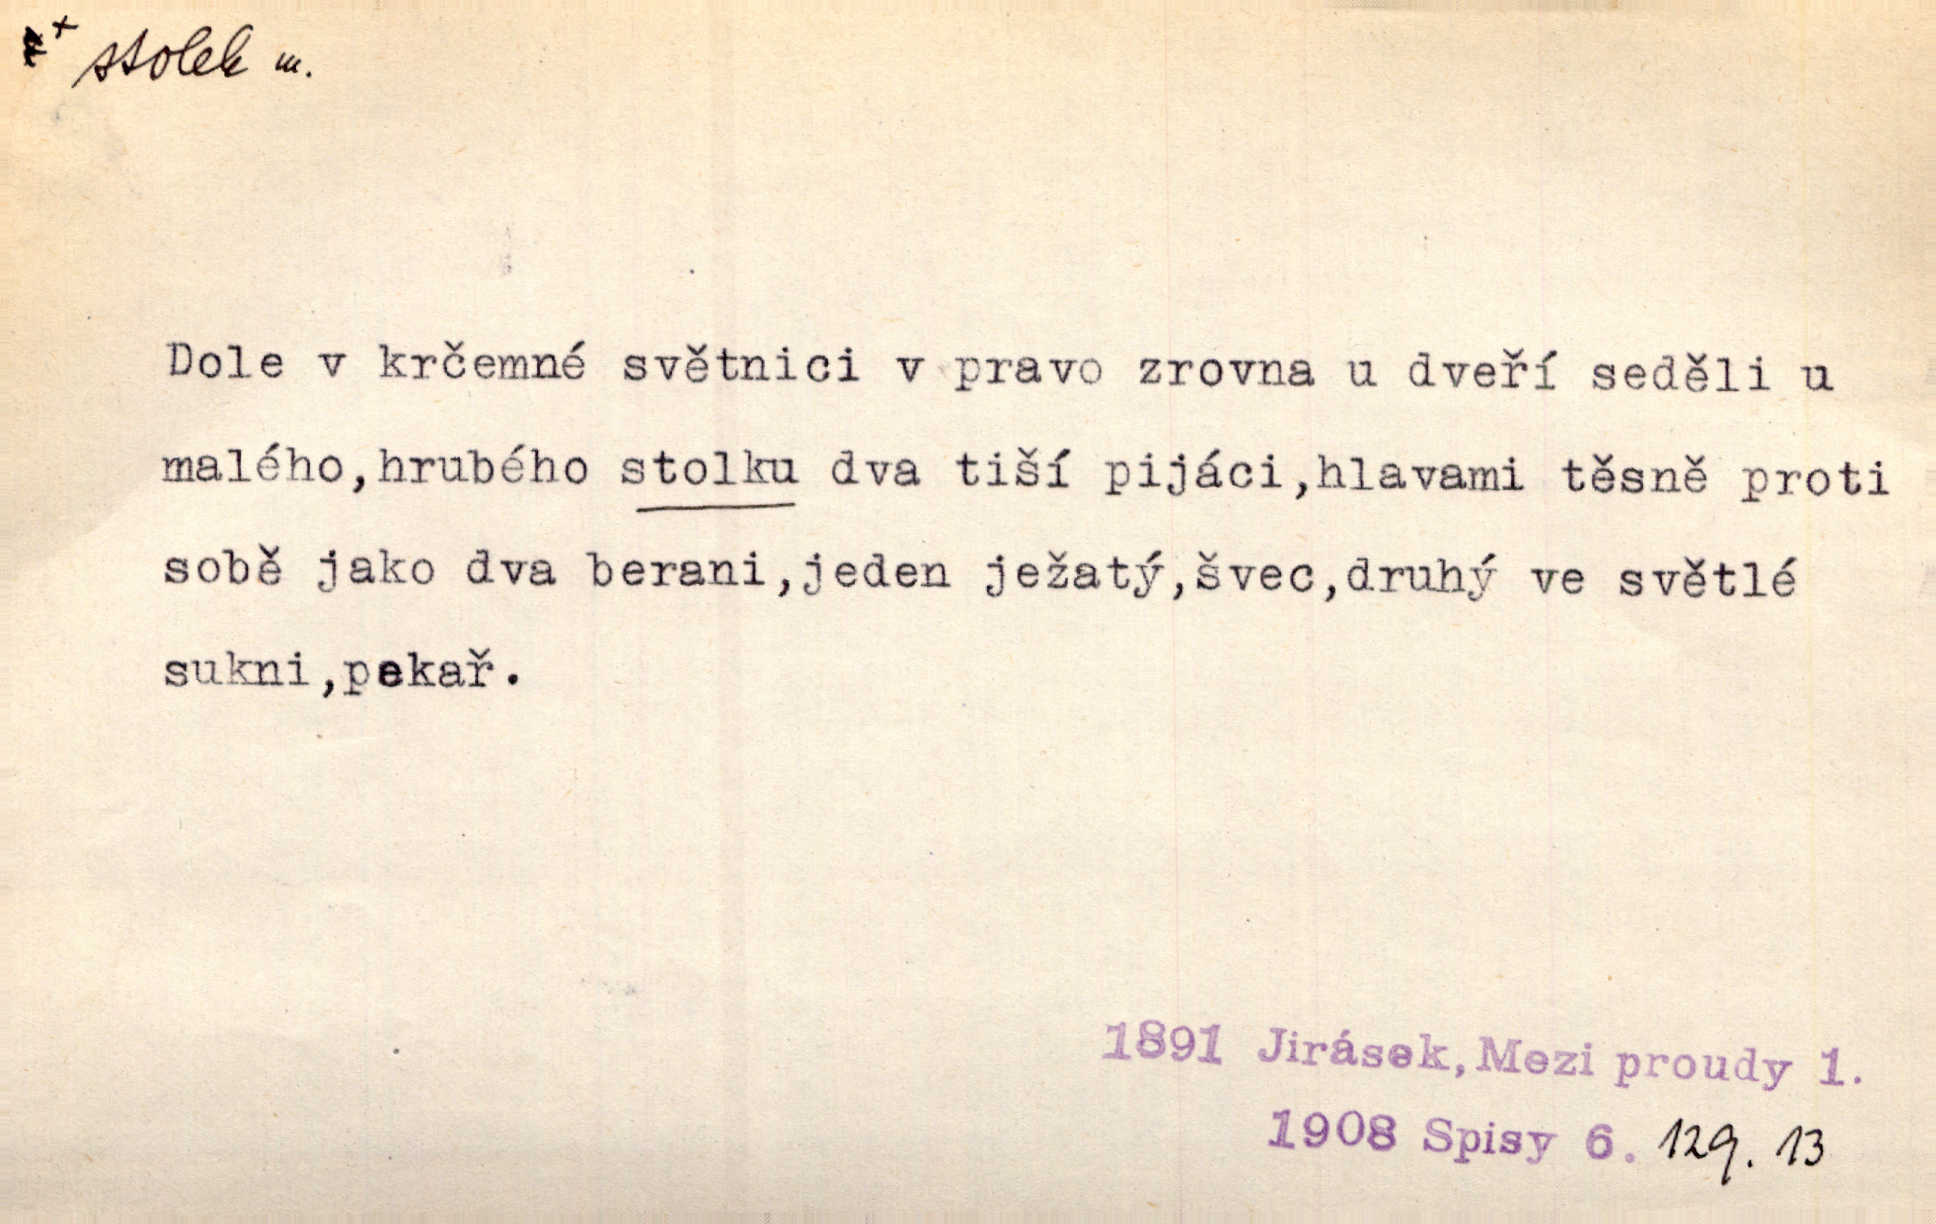 + stolek m.
Dole v krčemné světnici v pravo zrovna u dveří seděli u
malého,hrubého stolku dva tiší pijáci,hlavami těsně proti
sobě jako dva berani,jeden ježatý,švec,druhý ve světlé
sukni,pekař.
1891 Jirásek,Mezi proudy 1.
1908 Spisy 6. 129. 13